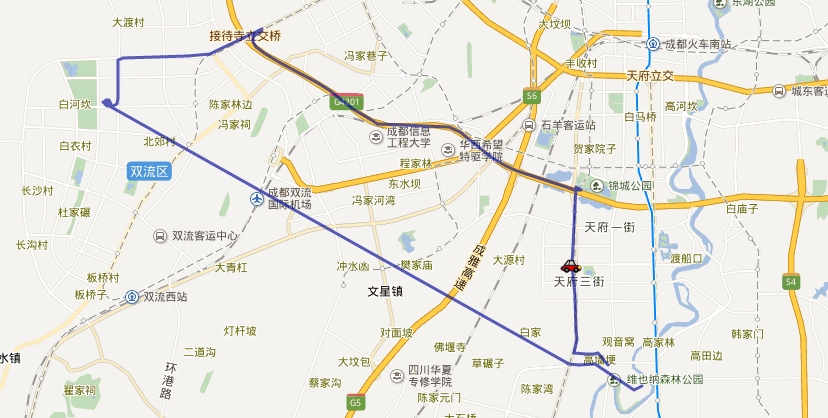 东湖公园
大渡村
大坟坝
接待寺立交桥
成都火车南站
冯家巷子
丰收村
天府立交
城东客运站
S6
G4201
白河坎
陈家林边
高河坎
白马桥
冯家祠
石羊客运站
成都信息
工程大学
北郊村
白衣村
华西希望
特驱学院
贺家院子
程家林
双流区
东水坝
锦城公园
长沙村
成都双流
国际机场
冯家河湾
杜家碾
白庙子
天府一街
双流客运中心
长沟村
成雅高速
大源村
渡船口
大青杠
冲水凼
樊家庙
板桥村
天府三街
S4
板桥子
双流西站
文星镇
灯杆坡
对面坡
白家
韩家门
观音窝
高家林
佛堰寺
二道沟
水镇
大坟包
高埂埂
高田边
草碾子
环港路
四川华夏
专修学院
维也纳森林公园
蔡家沟
翟家祠
陈家湾
陈家元门
G5
大石桥